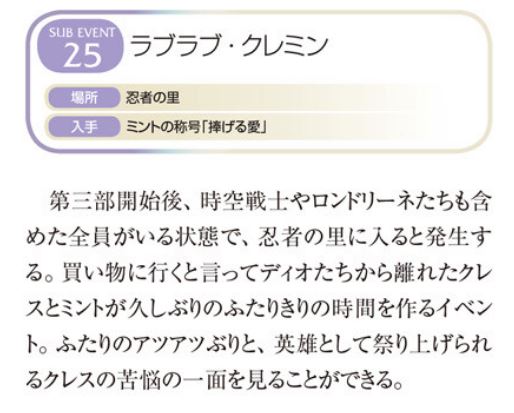 SUB EVENT
25 ラブラブ・クレミン
場所 忍者の里
入手 ミントの称号「捧げる愛」
第三部開始後、時空戦士やロンドリーネたちも含
めた全員がいる状態で、忍者の里に入ると発生す
る。買い物に行くと言ってディオたちから離れたクレ
スとミントが久しぶりのふたりきりの時間を作るイベン
ト。ふたりのアツアツぶりと、英雄として祭り上げられ
るクレスの苦悩の一面を見ることができる。